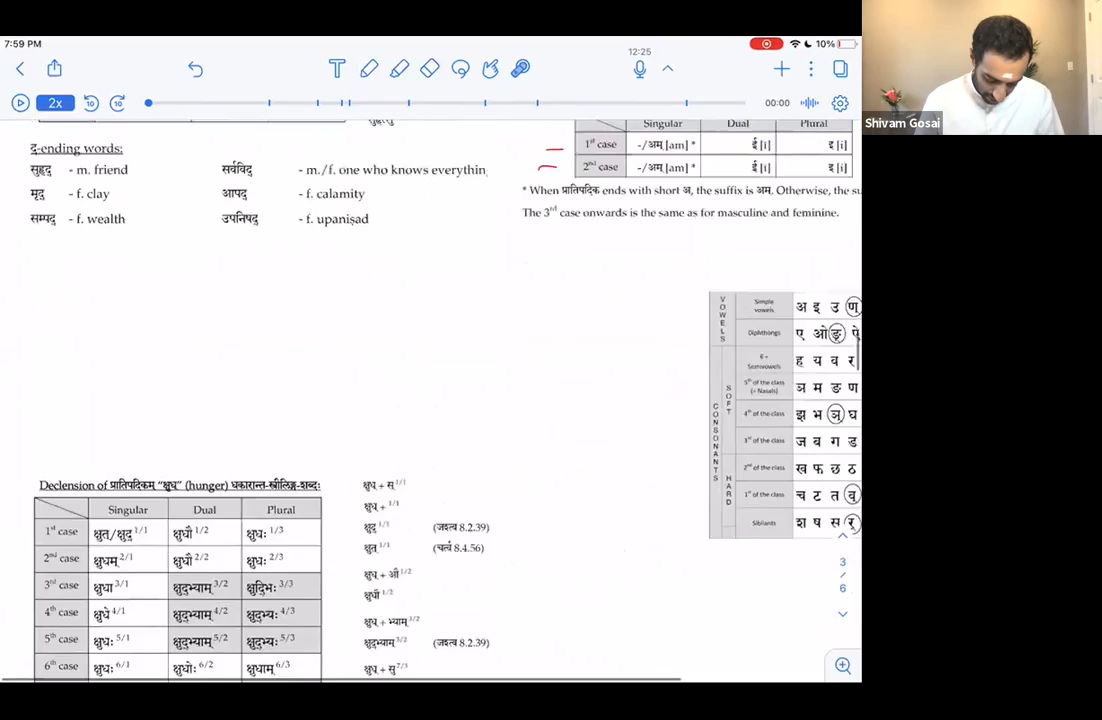 7:59 PM
10%
12:25
2x
10
10
00:00
Shivam Gosai
Singular Dual Plural
1st case -/अम् [am] * ई [ī] इ [i]
2nd case -/अम् [am] * ई [ī] इ [i]
* When प्रातिपदिक ends with short अ, the suffix is अम्. Otherwise, the su
The 3rd case onwards is the same as for masculine and feminine.
द्-ending words:
सुहृद् - m. friend सर्वविद् - m./f. one who knows everythin
मृद् - f. clay आपद् - f. calamity
सम्पद् - f. wealth उपनिषद् - f. upaniṣad
VOWELS
CONSONANTS
SOFT
HARD
Simple vowels अ इ उ ण्
Diphthongs ए ओ ङ् ऐ
Semivowels ह य व र
5th of the class (= Nasals) ञ म ङ ण
4th of the class झ भ ञ् घ
3rd of the class ज ब ग ड
2nd of the class ख फ छ ठ
1st of the class च ट त व्
Sibilants श ष स र्
3
/
6
Declension of प्रातिपदिकम् "क्षुध्" (hunger) धकारान्त-स्त्रीलिङ्ग-शब्दः
Singular Dual Plural
1st case क्षुत्/क्षुद् 1/1 क्षुधौ 1/2 क्षुधः 1/3
2nd case क्षुधम् 2/1 क्षुधौ 2/2 क्षुधः 2/3
3rd case क्षुधा 3/1 क्षुद्भ्याम् 3/2 क्षुद्भिः 3/3
4th case क्षुधे 4/1 क्षुद्भ्याम् 4/2 क्षुद्भ्यः 4/3
5th case क्षुधः 5/1 क्षुद्भ्याम् 5/2 क्षुद्भ्यः 5/3
6th case क्षुधः 6/1 क्षुधोः 6/2 क्षुधाम् 6/3
क्षुध् + स् 1/1
क्षुध् + 1/1
क्षुद् 1/1 (जश्त्व 8.2.39)
क्षुत् 1/1 (चर्त्व 8.4.56)
क्षुध् + औ 1/2
क्षुधौ 1/2
क्षुध् + भ्याम् 3/2
क्षुद्भ्याम् 3/2 (जश्त्व 8.2.39)
क्षुध् + सु 7/3